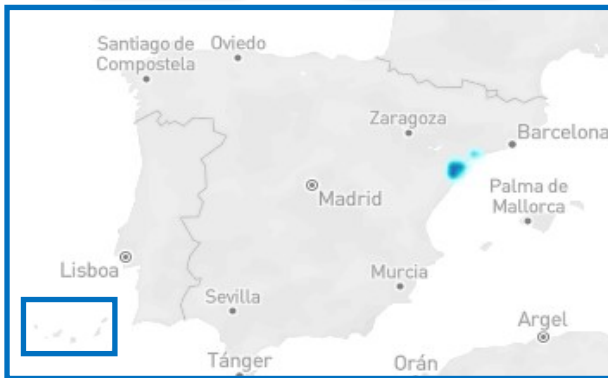 Santiago de
Compostela
Oviedo
Zaragoza
Barcelona
Madrid
Palma de
Mallorca
Lisboa
Murcia
Sevilla
Argel
Tánger
Orán